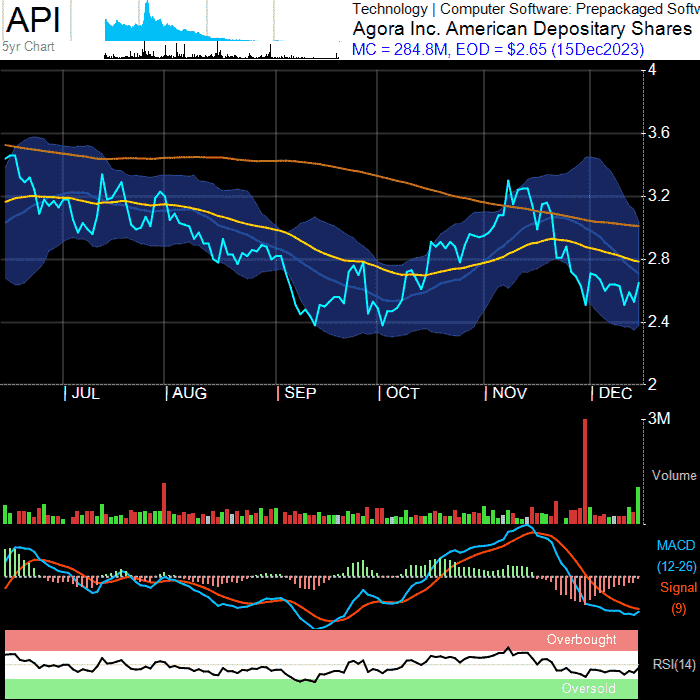 API
5yr Chart
Technology | Computer Software: Prepackaged Softw
Agora Inc. American Depositary Shares
MC = 284.8M, EOD = $2.65 (15Dec2023)
4
3.6
3.2
2.8
2.4
2
JUL AUG SEP OCT NOV DEC
3M
Volume
MACD
(12-26)
Signal
(9)
Overbought
RSI(14)
Oversold